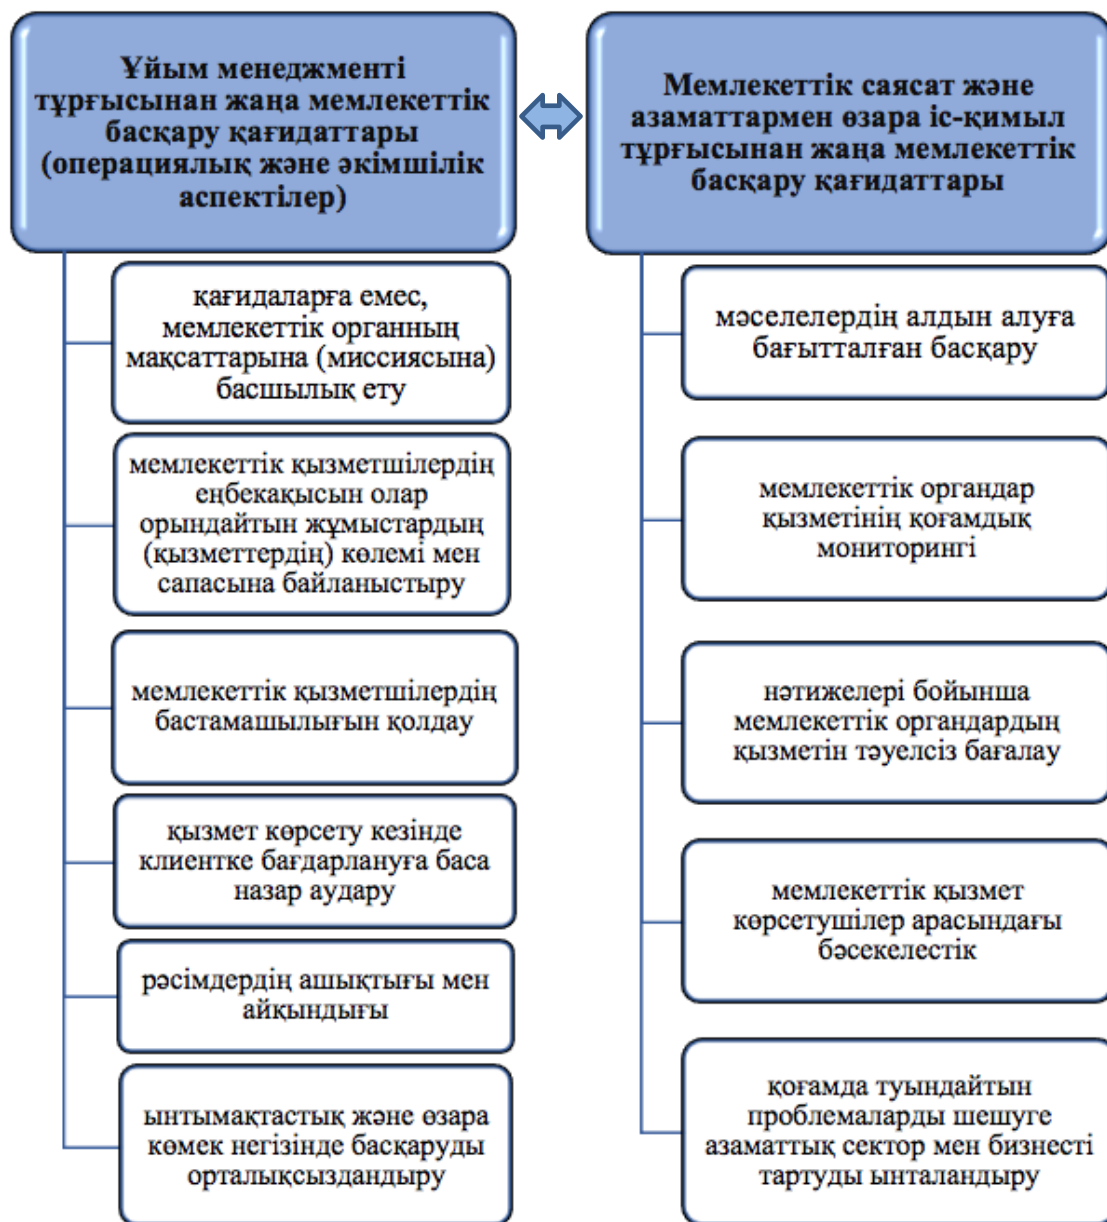 Ұйым менеджменті
тұрғысынан жаңа мемлекеттік
басқару қағидаттары
(операциялық және әкімшілік
аспектілер)
қағидаларға емес,
мемлекеттік органның
мақсаттарына (миссиясына)
басшылық ету
мемлекеттік қызметшілердің
еңбекақысын олар
орындайтын жұмыстардың
(қызметтердің) көлемі мен
сапасына байланыстыру
мемлекеттік қызметшілердің
бастамашылығын қолдау
қызмет көрсету кезінде
клиентке бағдарлануға баса
назар аудару
рәсімдердің ашықтығы мен
айқындығы
ынтымақтастық және өзара
көмек негізінде басқаруды
орталықсыздандыру
Мемлекеттік саясат және
азаматтармен өзара іс-қимыл
тұрғысынан жаңа мемлекеттік
басқару қағидаттары
мәселелердің алдын алуға
бағытталған басқару
мемлекеттік органдар
қызметінің қоғамдық
мониторингі
нәтижелері бойынша
мемлекеттік органдардың
қызметін тәуелсіз бағалау
мемлекеттік қызмет
көрсетушілер арасындағы
бәсекелестік
қоғамда туындайтын
проблемаларды шешуге
азаматтық сектор мен бизнесті
тартуды ынталандыру